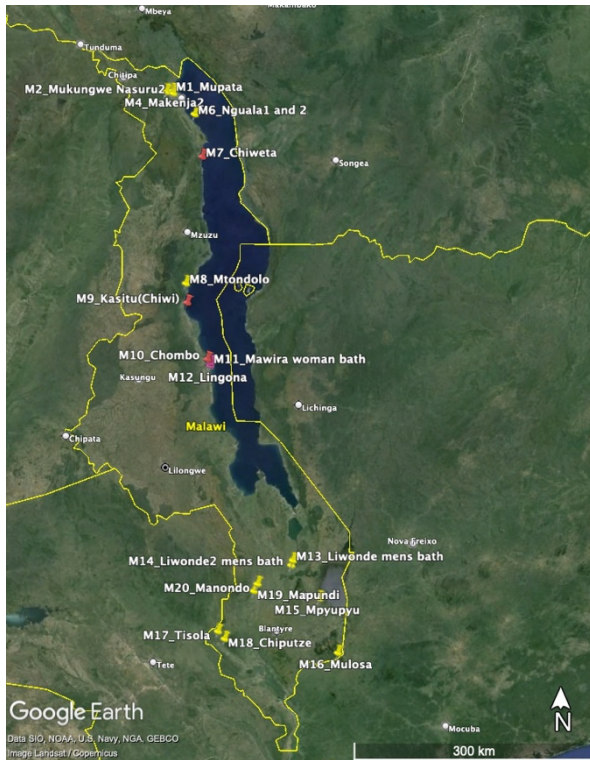 Makambako
Mbeya
Tunduma
Chitipa
M2_Mukungwe Nasuru2
M1_Mupata
M4_Makenja2
M6_Nguala1 and 2
M7_Chiweta
Songea
Mzuzu
M8_Mtondolo
M9_Kasitu(Chiwi)
M10_Chombo
M11_Mawira woman bath
M12_Lingona
Kasungu
Lichinga
Malawi
Chipata
Lilongwe
Nova Freixo
M14_Liwonde2 mens bath
M13_Liwonde mens bath
M20_Manondo
M19_Mapundi
M15_Mpyupyu
M17_Tisola
Blantyre
M18_Chiputze
M16_Mulosa
Tete
Google Earth
N
Mocuba
Data SIO, NOAA, U.S. Navy, NGA, GEBCO
Image Landsat / Copernicus
300 km